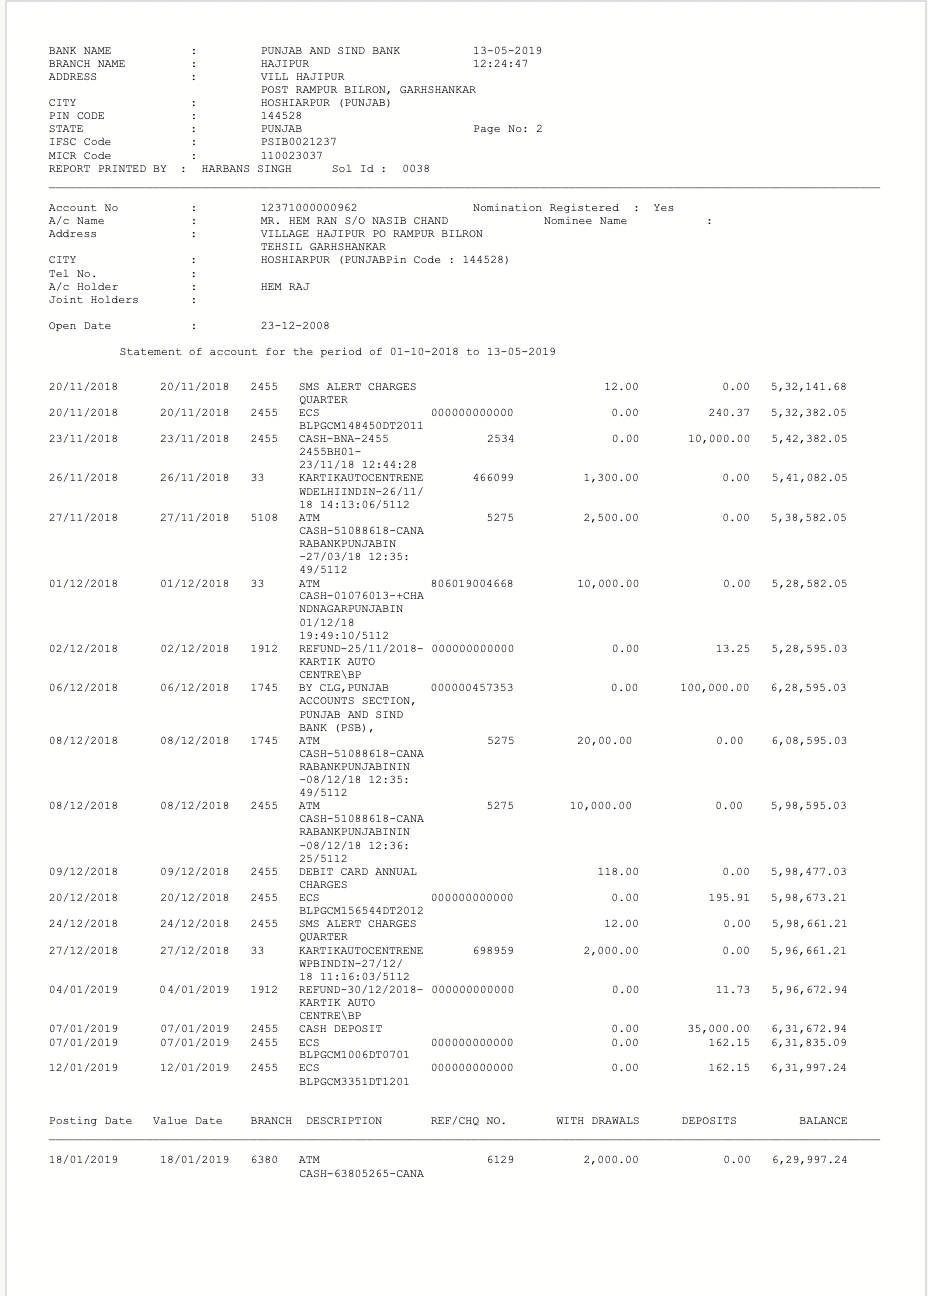 BANK NAME : PUNJAB AND SIND BANK 13-05-2019
BRANCH NAME : HAJIPUR 12:24:47
ADDRESS : VILL HAJIPUR
POST RAMPUR BILRON, GARHSHANKAR
CITY : HOSHIARPUR (PUNJAB)
PIN CODE : 144528
STATE : PUNJAB Page No: 2
IFSC Code : PSIB0021237
MICR Code : 110023037
REPORT PRINTED BY : HARBANS SINGH Sol Id : 0038
Account No : 12371000000962 Nomination Registered : Yes
A/c Name : MR. HEM RAN S/O NASIB CHAND Nominee Name :
Address : VILLAGE HAJIPUR PO RAMPUR BILRON
TEHSIL GARHSHANKAR
CITY : HOSHIARPUR (PUNJABPin Code : 144528)
Tel No. :
A/c Holder : HEM RAJ
Joint Holders :
Open Date : 23-12-2008
Statement of account for the period of 01-10-2018 to 13-05-2019
20/11/2018 20/11/2018 2455 SMS ALERT CHARGES 12.00 0.00 5,32,141.68
QUARTER
20/11/2018 20/11/2018 2455 ECS 000000000000 0.00 240.37 5,32,382.05
BLPGCM148450DT2011
23/11/2018 23/11/2018 2455 CASH-BNA-2455 2534 0.00 10,000.00 5,42,382.05
2455BH01-
23/11/18 12:44:28
26/11/2018 26/11/2018 33 KARTIKAUTOCENTRENE 466099 1,300.00 0.00 5,41,082.05
WDELHIINDIN-26/11/
18 14:13:06/5112
27/11/2018 27/11/2018 5108 ATM 5275 2,500.00 0.00 5,38,582.05
CASH-51088618-CANA
RABANKPUNJABIN
-27/03/18 12:35:
49/5112
01/12/2018 01/12/2018 33 ATM 806019004668 10,000.00 0.00 5,28,582.05
CASH-01076013-+CHA
NDNAGARPUNJABIN
01/12/18
19:49:10/5112
02/12/2018 02/12/2018 1912 REFUND-25/11/2018- 000000000000 0.00 13.25 5,28,595.03
KARTIK AUTO
CENTRE\BP
06/12/2018 06/12/2018 1745 BY CLG,PUNJAB 000000457353 0.00 100,000.00 6,28,595.03
ACCOUNTS SECTION,
PUNJAB AND SIND
BANK (PSB),
08/12/2018 08/12/2018 1745 ATM 5275 20,00.00 0.00 6,08,595.03
CASH-51088618-CANA
RABANKPUNJABININ
-08/12/18 12:35:
49/5112
08/12/2018 08/12/2018 2455 ATM 5275 10,000.00 0.00 5,98,595.03
CASH-51088618-CANA
RABANKPUNJABININ
-08/12/18 12:36:
25/5112
09/12/2018 09/12/2018 2455 DEBIT CARD ANNUAL 118.00 0.00 5,98,477.03
CHARGES
20/12/2018 20/12/2018 2455 ECS 000000000000 0.00 195.91 5,98,673.21
BLPGCM156544DT2012
24/12/2018 24/12/2018 2455 SMS ALERT CHARGES 12.00 0.00 5,98,661.21
QUARTER
27/12/2018 27/12/2018 33 KARTIKAUTOCENTRENE 698959 2,000.00 0.00 5,96,661.21
WPBINDIN-27/12/
18 11:16:03/5112
04/01/2019 04/01/2019 1912 REFUND-30/12/2018- 000000000000 0.00 11.73 5,96,672.94
KARTIK AUTO
CENTRE\BP
07/01/2019 07/01/2019 2455 CASH DEPOSIT 0.00 35,000.00 6,31,672.94
07/01/2019 07/01/2019 2455 ECS 000000000000 0.00 162.15 6,31,835.09
BLPGCM1006DT0701
12/01/2019 12/01/2019 2455 ECS 000000000000 0.00 162.15 6,31,997.24
BLPGCM3351DT1201
Posting Date Value Date BRANCH DESCRIPTION REF/CHQ NO. WITH DRAWALS DEPOSITS BALANCE
18/01/2019 18/01/2019 6380 ATM 6129 2,000.00 0.00 6,29,997.24
CASH-63805265-CANA